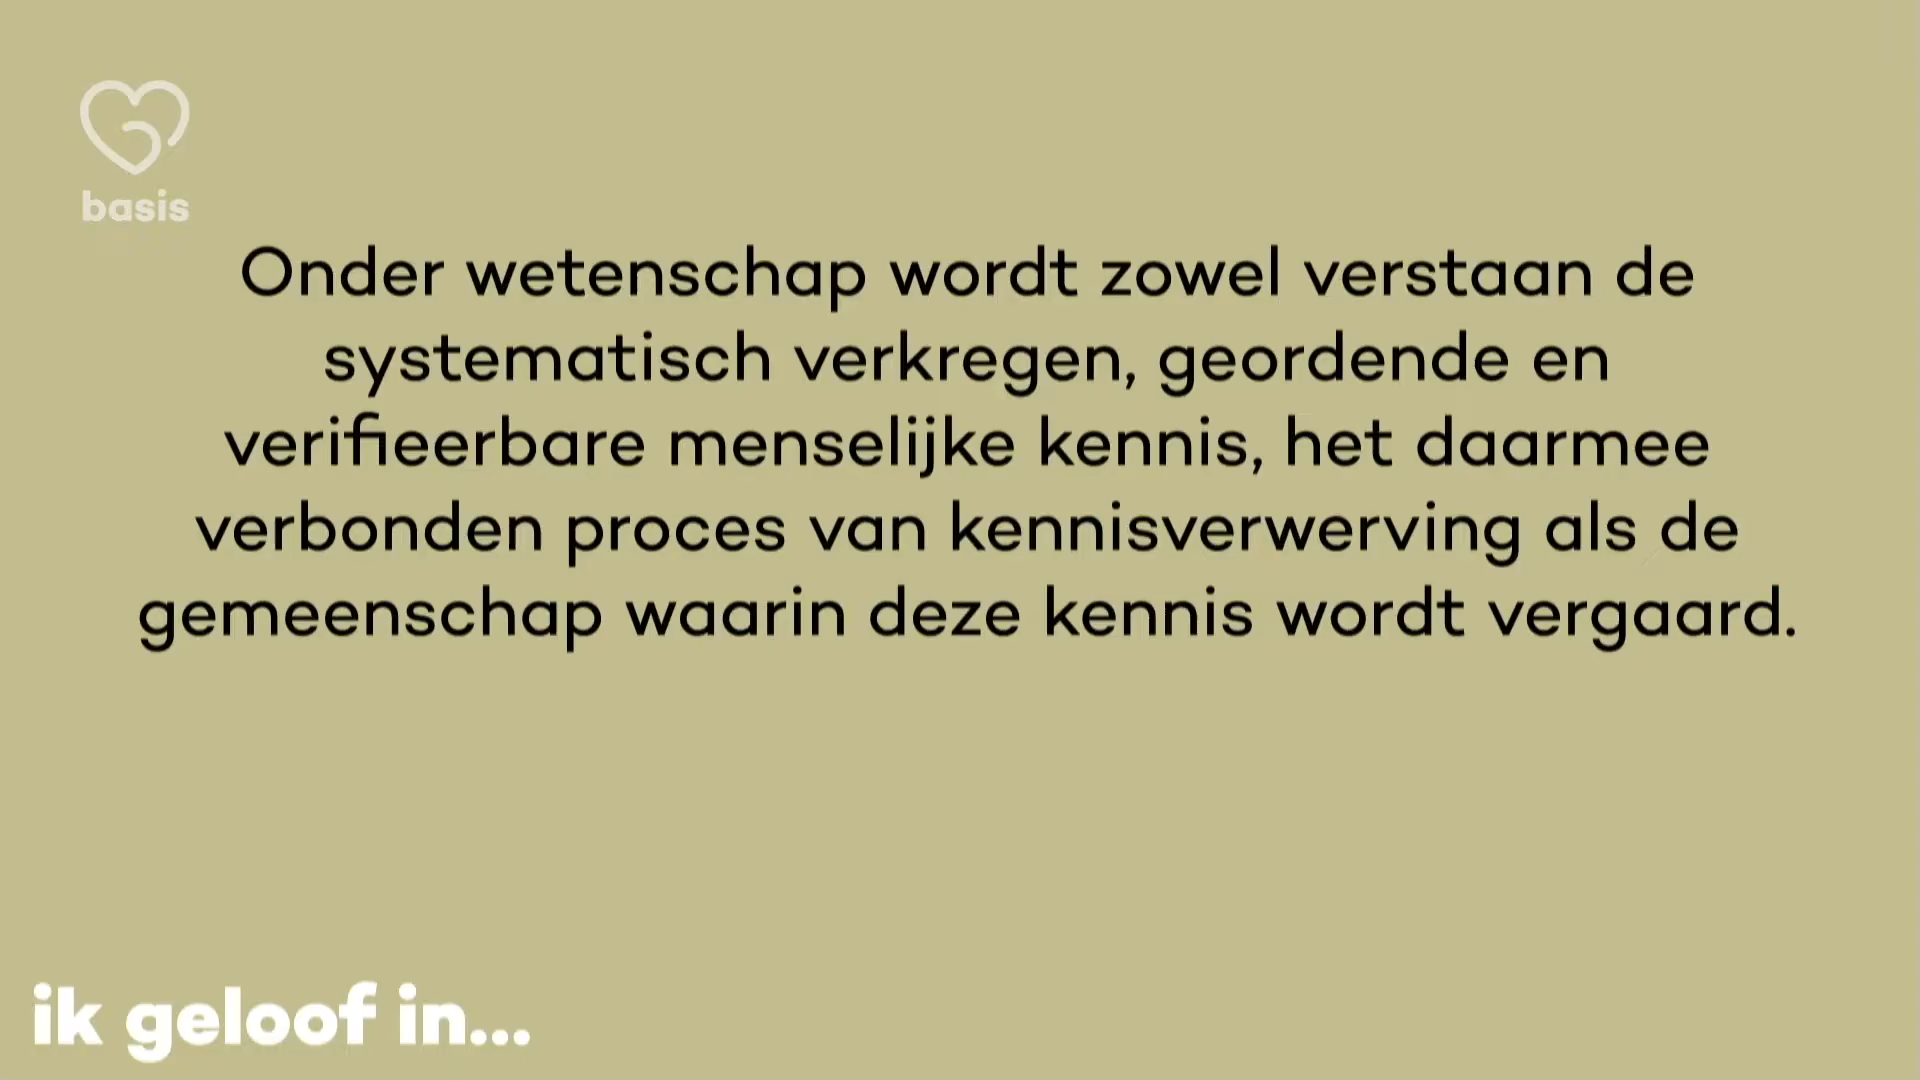 basis
Onder wetenschap wordt zowel verstaan de
systematisch verkregen, geordende en
verifieerbare menselijke kennis, het daarmee
verbonden proces van kennisverwerving als de
gemeenschap waarin deze kennis wordt vergaard.
ik geloof in...